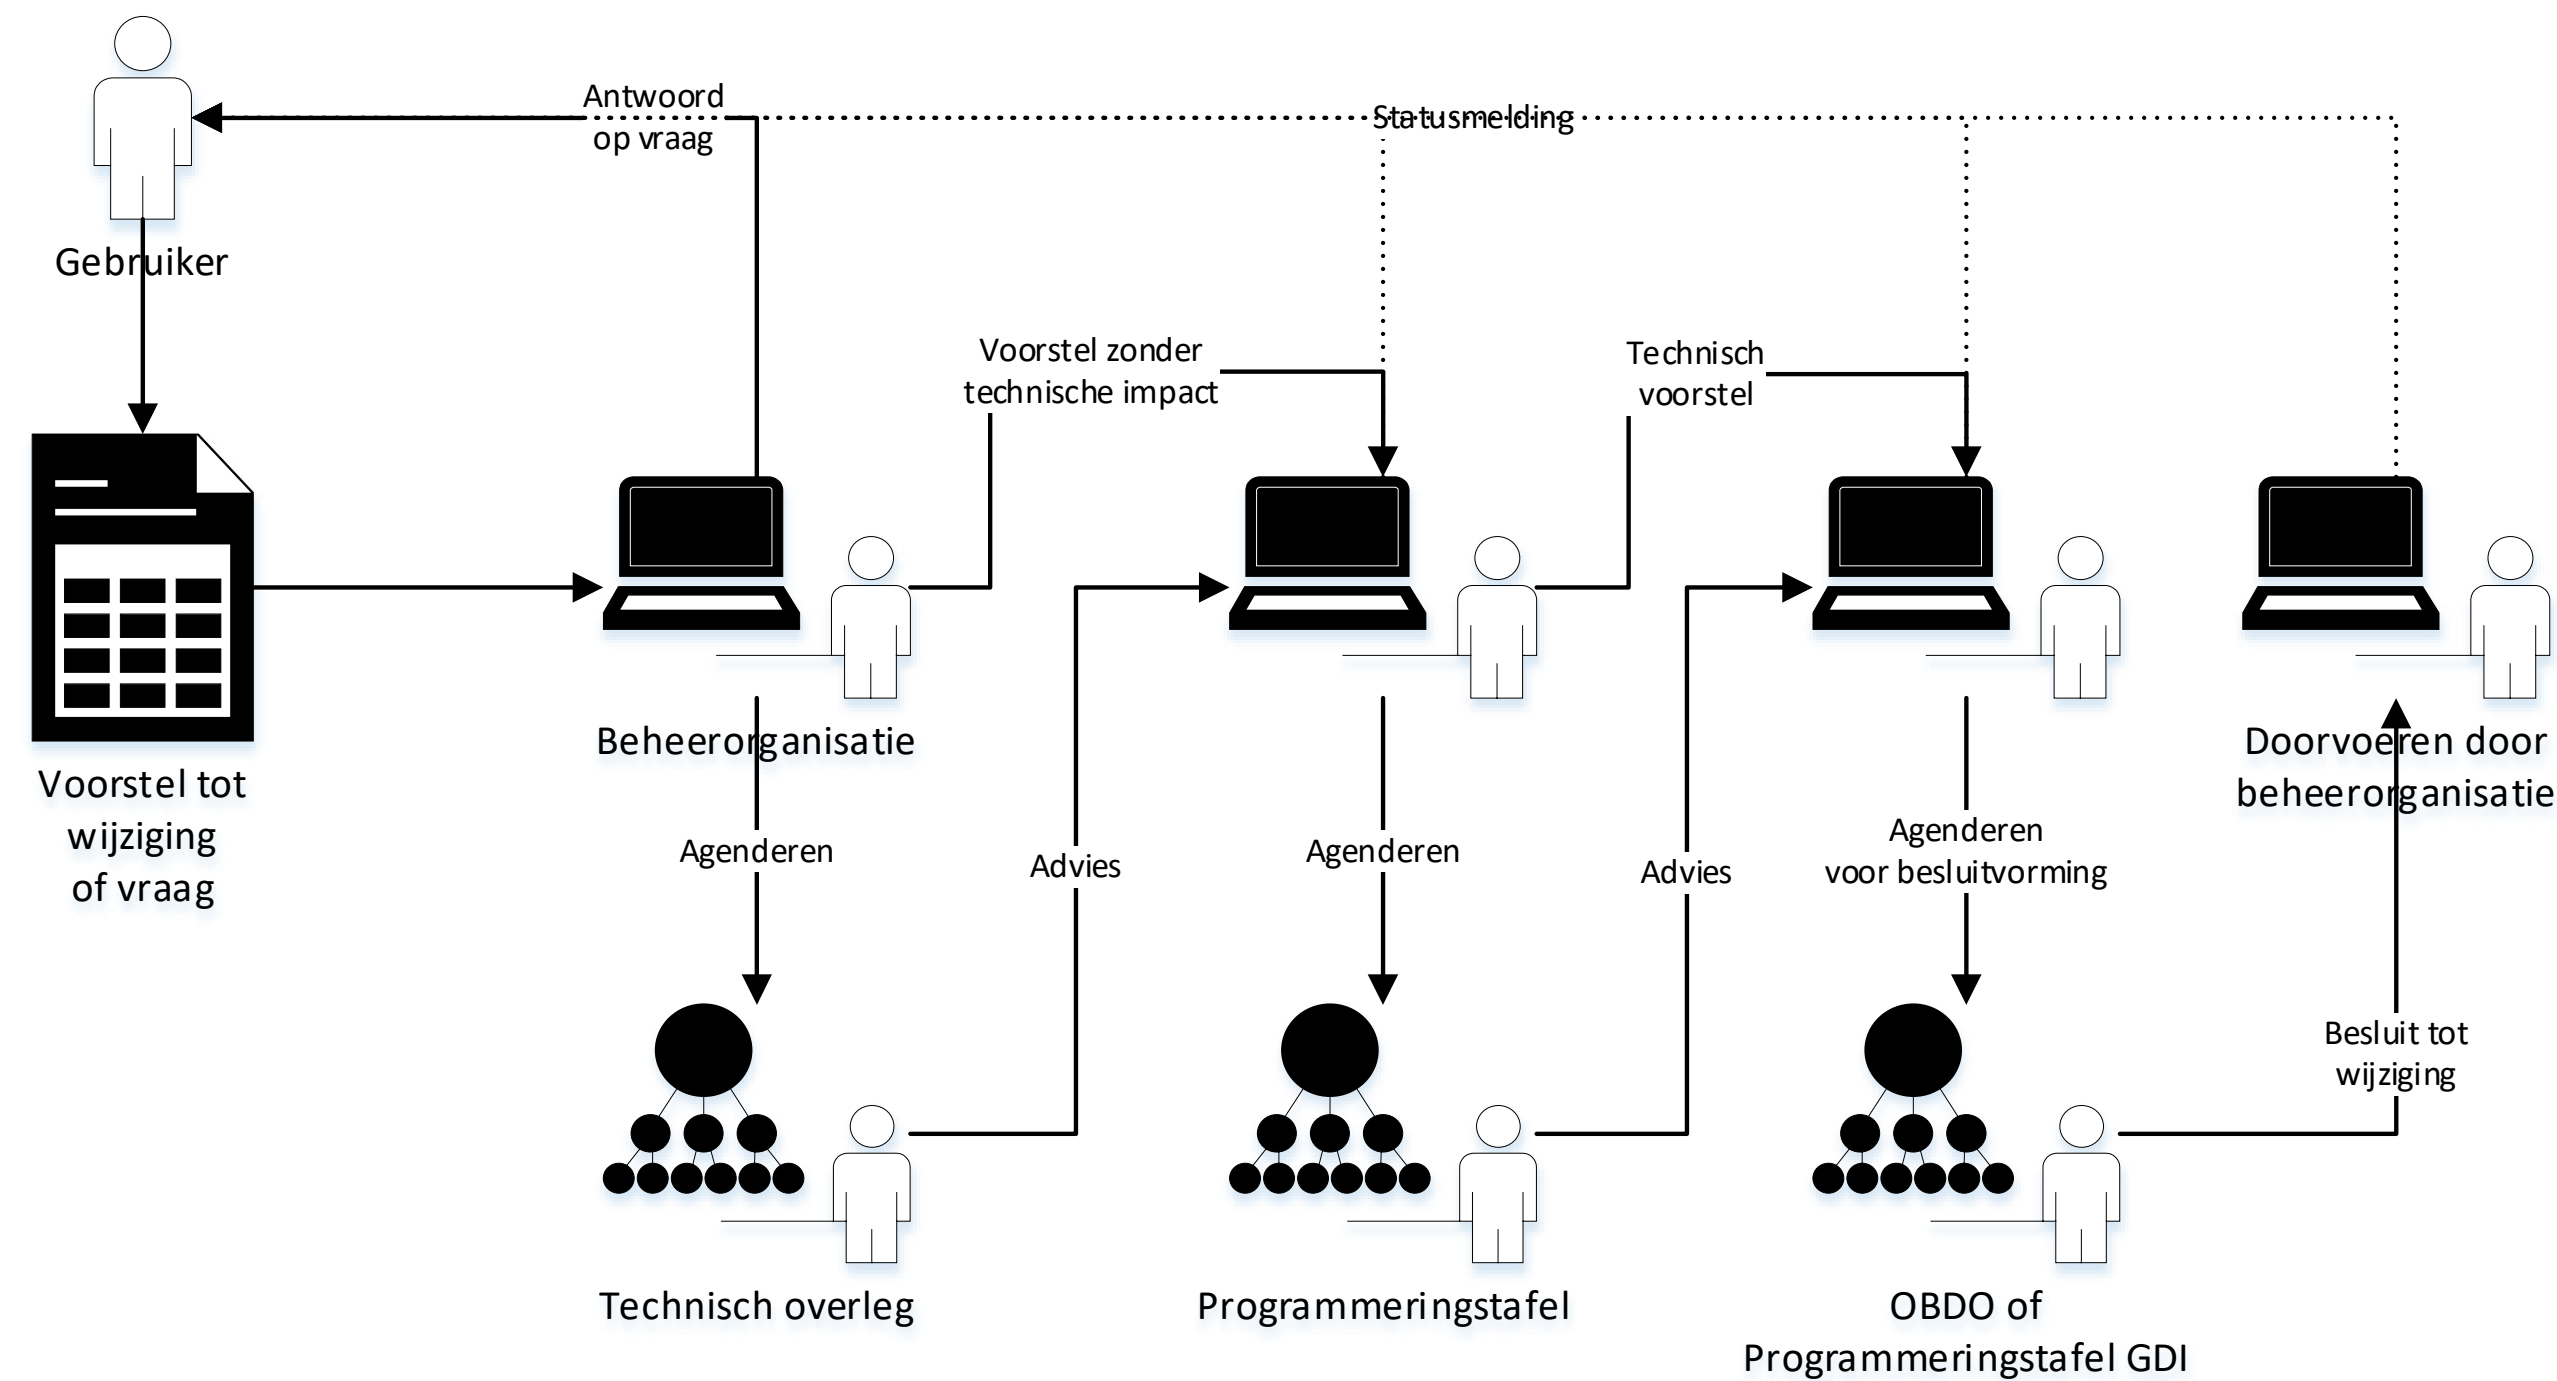 Antwoord
op vraag
Statusmelding
Gebruiker
Voorstel zonder
technische impact
Technisch
voorstel
Beheerorganisatie
Doorvoeren door
beheerorganisatie
Voorstel tot
wijziging
of vraag
Agenderen
Advies
Agenderen
Advies
Agenderen
voor besluitvorming
Besluit tot
wijziging
Technisch overleg
Programmeringstafel
OBDO of
Programmeringstafel GDI